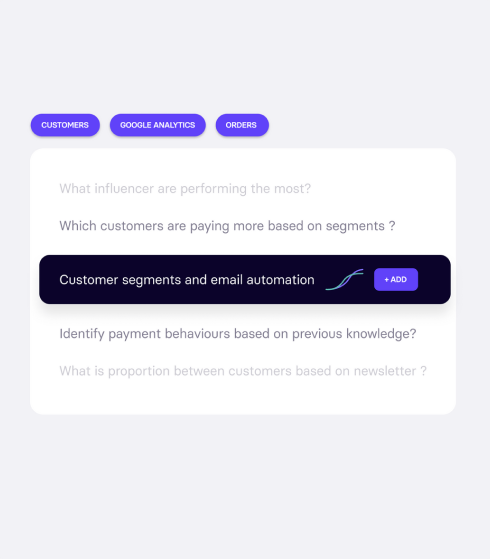 CUSTOMERS
GOOGLE ANALYTICS
ORDERS
What influencer are performing the most?
Which customers are paying more based on segments ?
Customer segments and email automation
+ ADD
Identify payment behaviours based on previous knowledge?
What is proportion between customers based on newsletter ?